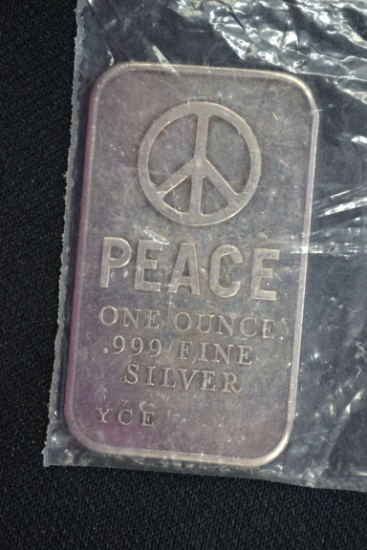 PEACE
ONE OUNCE
.999 FINE
SILVER
YCE